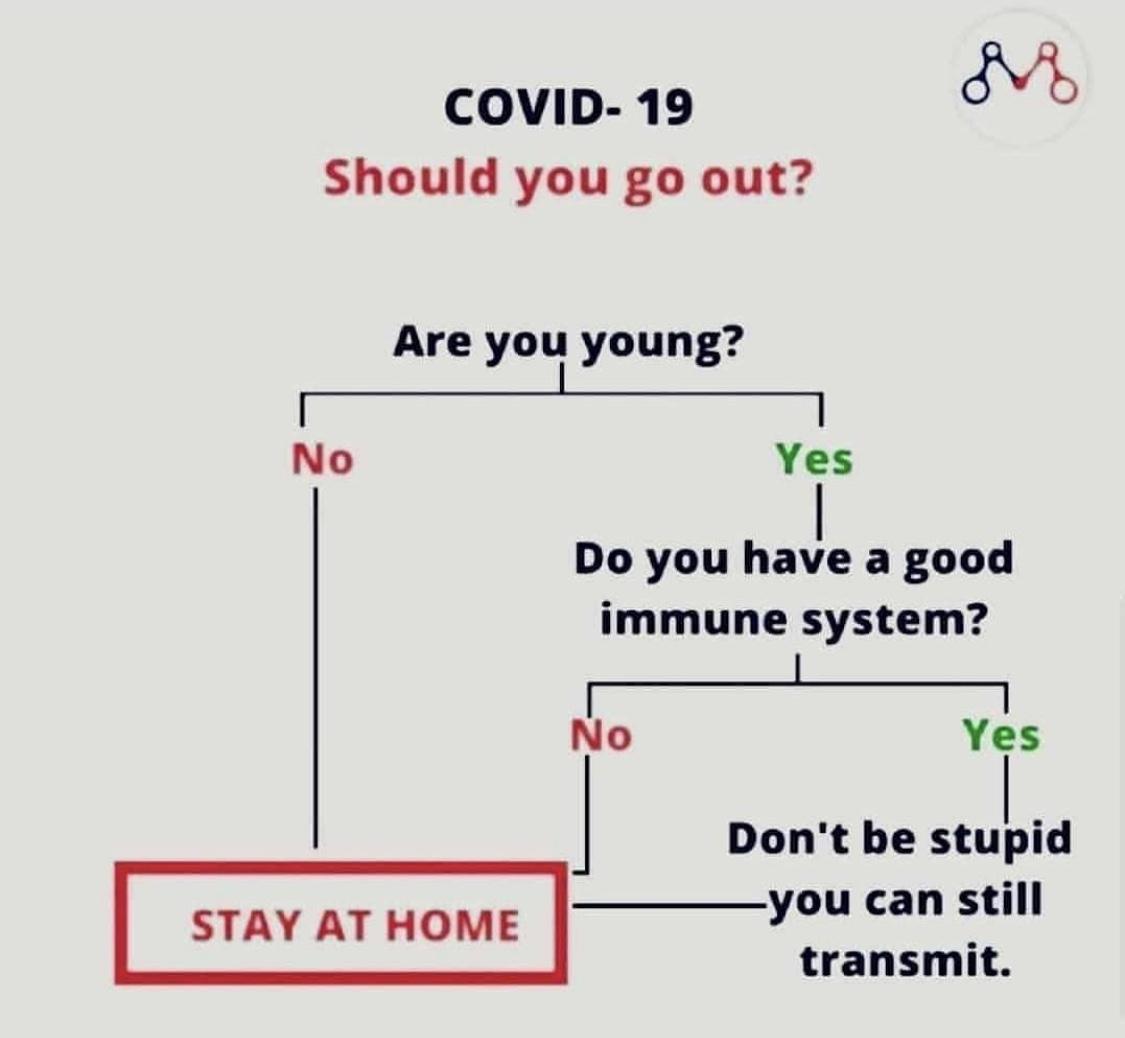 COVID- 19
Should you go out?
Are you young?
No
Yes
Do you have a good
immune system?
No
Yes
Don't be stupid
you can still
transmit.
STAY AT HOME